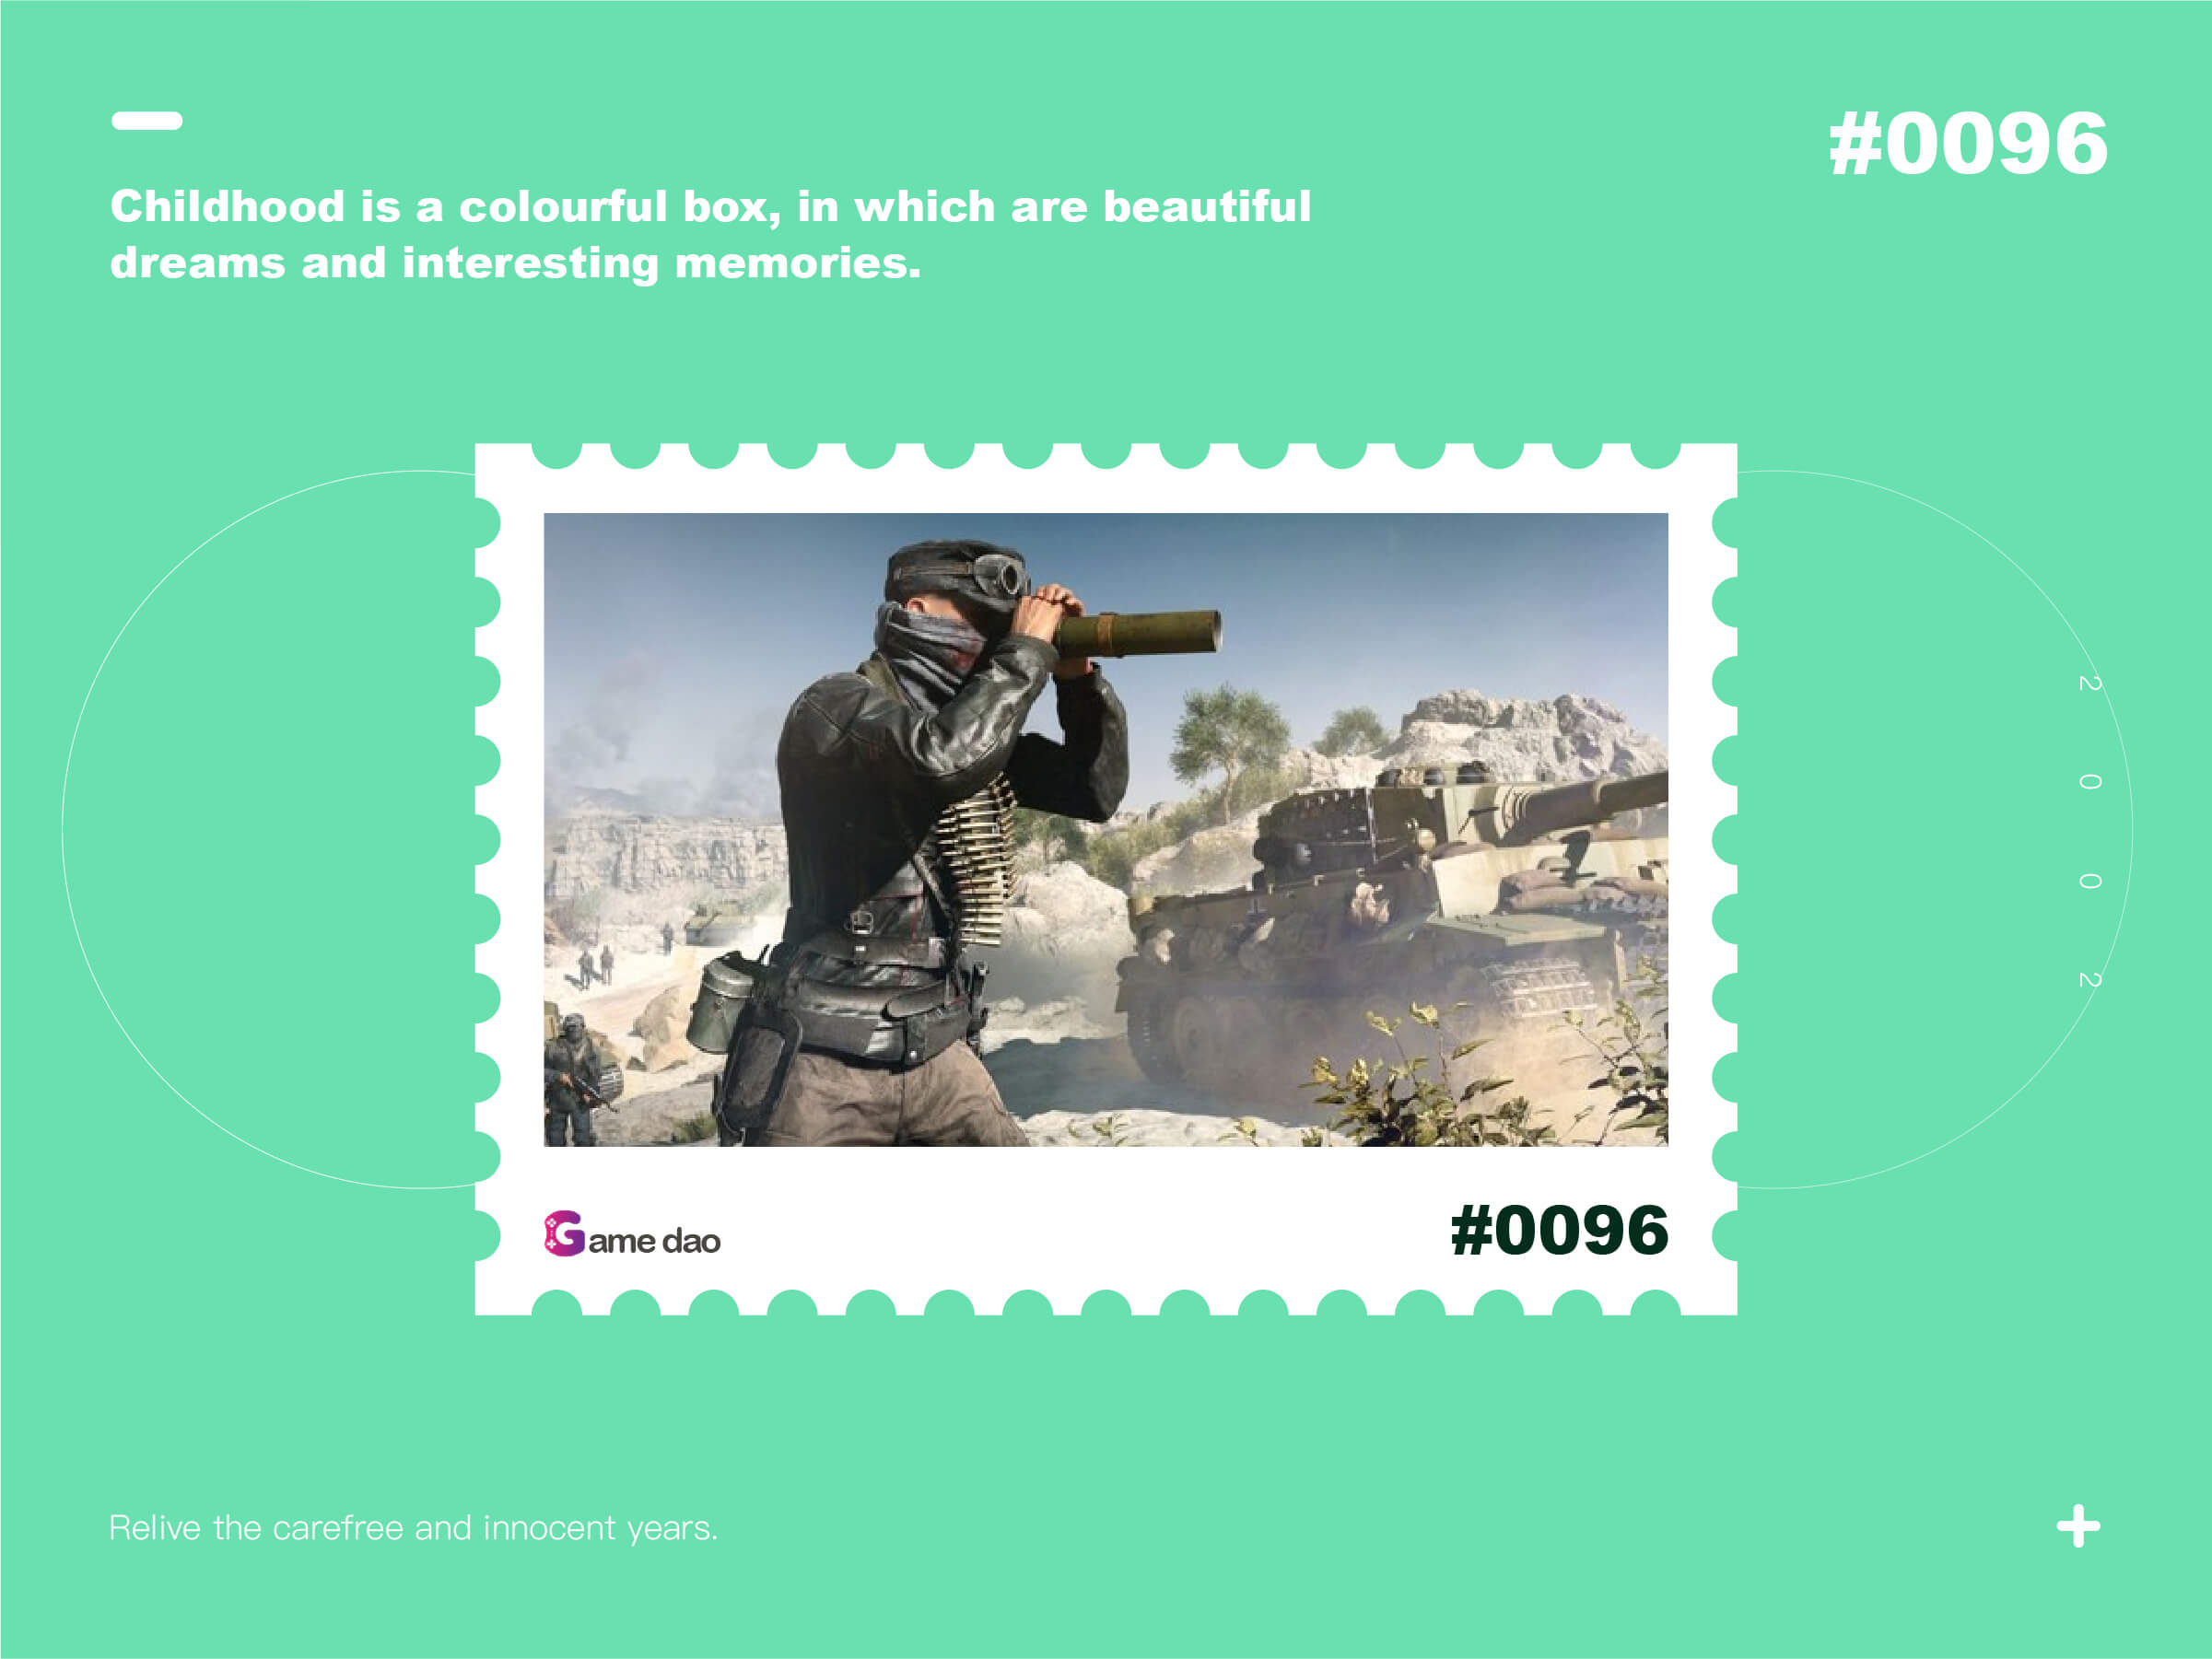 #0096
Childhood is a colourful box, in which are beautiful
dreams and interesting memories.
2
0
0
2
Game dao
#0096
Relive the carefree and innocent years.